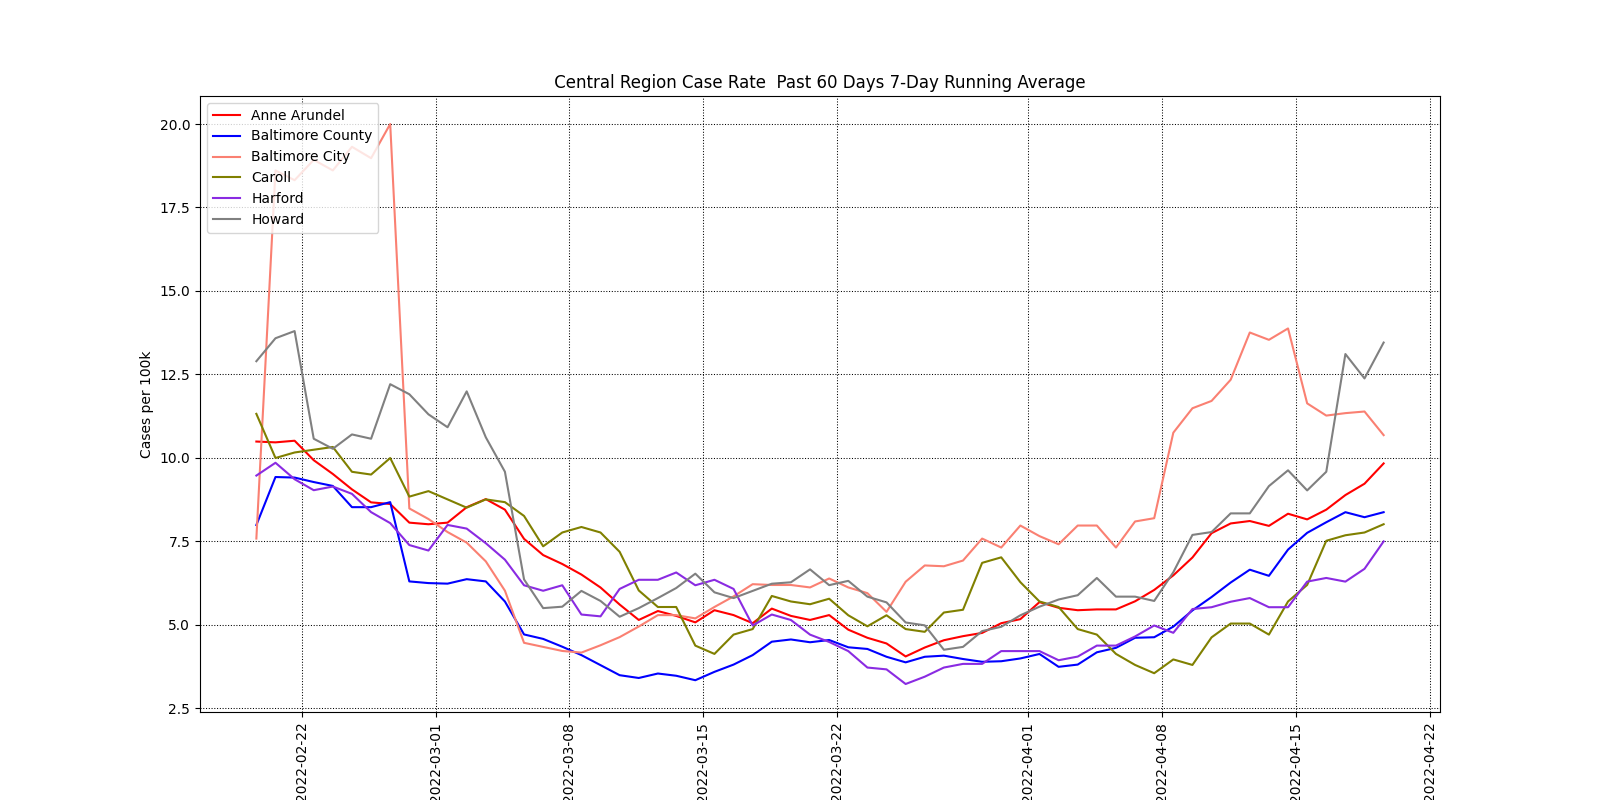 Central Region Case Rate  Past 60 Days 7-Day Running Average
Cases per 100k
20.0
17.5
15.0
12.5
10.0
7.5
5.0
2.5
Anne Arundel
Baltimore County
Baltimore City
Caroll
Harford
Howard
2022-02-22
2022-03-01
2022-03-08
2022-03-15
2022-03-22
2022-04-01
2022-04-08
2022-04-15
2022-04-22